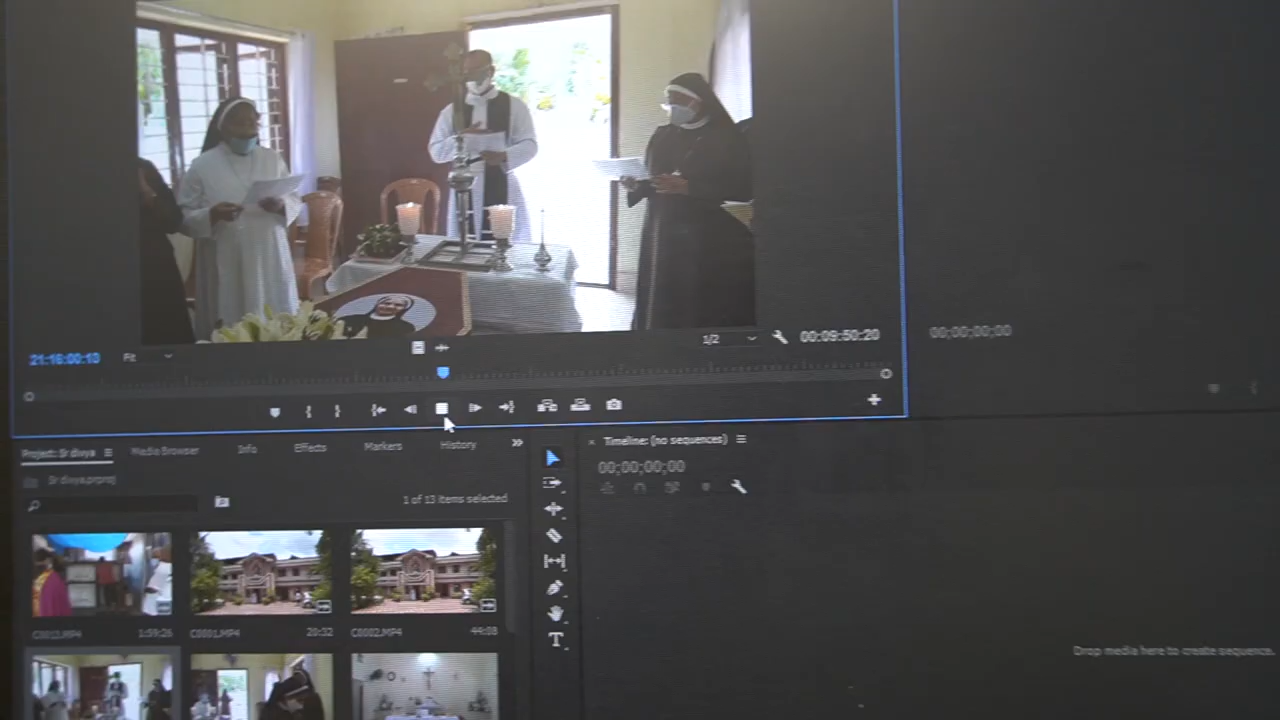 21:16:00:13
Fit
1/2
00:09:50:20
00;00;00;00
Project: Sr divya
Media Browser
Info
Effects
Markers
History
Sr divya.prproj
1 of 13 items selected
C0012.MP4 1:59:26
C0001.MP4 20:32
C0002.MP4 44:08
× Timeline: (no sequences)
00;00;00;00
T
Drop media here to create sequence.